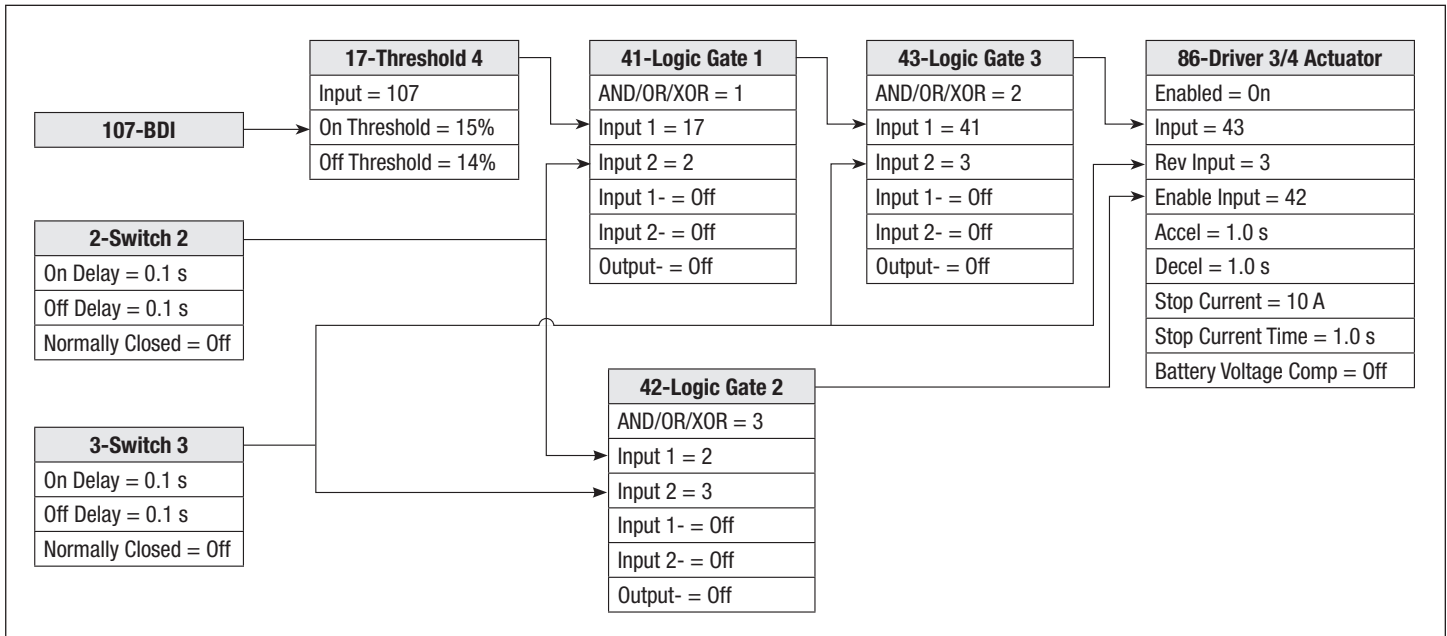 107-BDI
17-Threshold 4
Input = 107
On Threshold = 15%
Off Threshold = 14%
2-Switch 2
On Delay = 0.1 s
Off Delay = 0.1 s
Normally Closed = Off
3-Switch 3
On Delay = 0.1 s
Off Delay = 0.1 s
Normally Closed = Off
41-Logic Gate 1
AND/OR/XOR = 1
Input 1 = 17
Input 2 = 2
Input 1- = Off
Input 2- = Off
Output- = Off
42-Logic Gate 2
AND/OR/XOR = 3
Input 1 = 2
Input 2 = 3
Input 1- = Off
Input 2- = Off
Output- = Off
43-Logic Gate 3
AND/OR/XOR = 2
Input 1 = 41
Input 2 = 3
Input 1- = Off
Input 2- = Off
Output- = Off
86-Driver 3/4 Actuator
Enabled = On
Input = 43
Rev Input = 3
Enable Input = 42
Accel = 1.0 s
Decel = 1.0 s
Stop Current = 10 A
Stop Current Time = 1.0 s
Battery Voltage Comp = Off